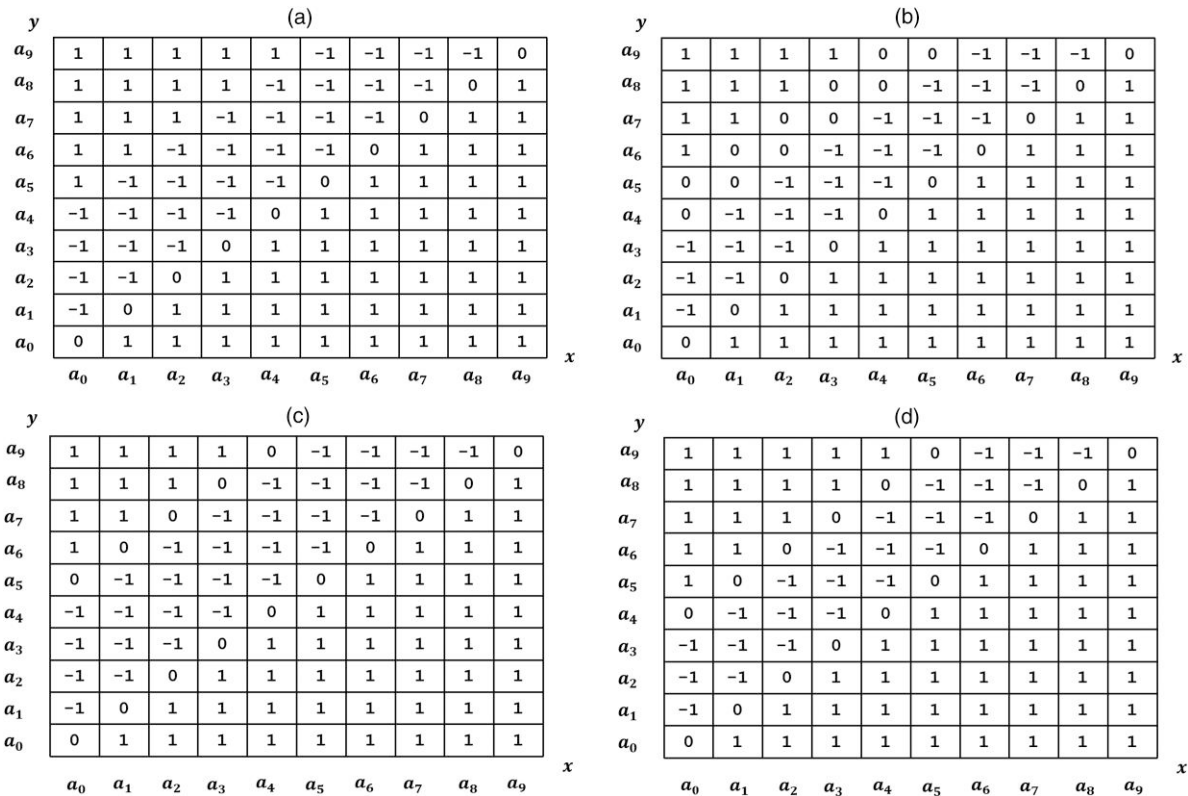 (a)
y
a₉ 1 1 1 1 1 -1 -1 -1 -1 0
a₈ 1 1 1 1 -1 -1 -1 -1 0 1
a₇ 1 1 1 -1 -1 -1 -1 0 1 1
a₆ 1 1 -1 -1 -1 -1 0 1 1 1
a₅ 1 -1 -1 -1 -1 0 1 1 1 1
a₄ -1 -1 -1 -1 0 1 1 1 1 1
a₃ -1 -1 -1 0 1 1 1 1 1 1
a₂ -1 -1 0 1 1 1 1 1 1 1
a₁ -1 0 1 1 1 1 1 1 1 1
a₀ 0 1 1 1 1 1 1 1 1 1
x
a₀ a₁ a₂ a₃ a₄ a₅ a₆ a₇ a₈ a₉
(b)
y
a₉ 1 1 1 1 0 0 -1 -1 -1 0
a₈ 1 1 1 0 0 -1 -1 -1 0 1
a₇ 1 1 0 0 -1 -1 -1 0 1 1
a₆ 1 0 0 -1 -1 -1 0 1 1 1
a₅ 0 0 -1 -1 -1 0 1 1 1 1
a₄ 0 -1 -1 -1 0 1 1 1 1 1
a₃ -1 -1 -1 0 1 1 1 1 1 1
a₂ -1 -1 0 1 1 1 1 1 1 1
a₁ -1 0 1 1 1 1 1 1 1 1
a₀ 0 1 1 1 1 1 1 1 1 1
x
a₀ a₁ a₂ a₃ a₄ a₅ a₆ a₇ a₈ a₉
(c)
y
a₉ 1 1 1 1 0 -1 -1 -1 -1 0
a₈ 1 1 1 0 -1 -1 -1 -1 0 1
a₇ 1 1 0 -1 -1 -1 -1 0 1 1
a₆ 1 0 -1 -1 -1 -1 0 1 1 1
a₅ 0 -1 -1 -1 -1 0 1 1 1 1
a₄ -1 -1 -1 -1 0 1 1 1 1 1
a₃ -1 -1 -1 0 1 1 1 1 1 1
a₂ -1 -1 0 1 1 1 1 1 1 1
a₁ -1 0 1 1 1 1 1 1 1 1
a₀ 0 1 1 1 1 1 1 1 1 1
x
a₀ a₁ a₂ a₃ a₄ a₅ a₆ a₇ a₈ a₉
(d)
y
a₉ 1 1 1 1 1 0 -1 -1 -1 0
a₈ 1 1 1 1 0 -1 -1 -1 0 1
a₇ 1 1 1 0 -1 -1 -1 0 1 1
a₆ 1 1 0 -1 -1 -1 0 1 1 1
a₅ 1 0 -1 -1 -1 0 1 1 1 1
a₄ 0 -1 -1 -1 0 1 1 1 1 1
a₃ -1 -1 -1 0 1 1 1 1 1 1
a₂ -1 -1 0 1 1 1 1 1 1 1
a₁ -1 0 1 1 1 1 1 1 1 1
a₀ 0 1 1 1 1 1 1 1 1 1
x
a₀ a₁ a₂ a₃ a₄ a₅ a₆ a₇ a₈ a₉